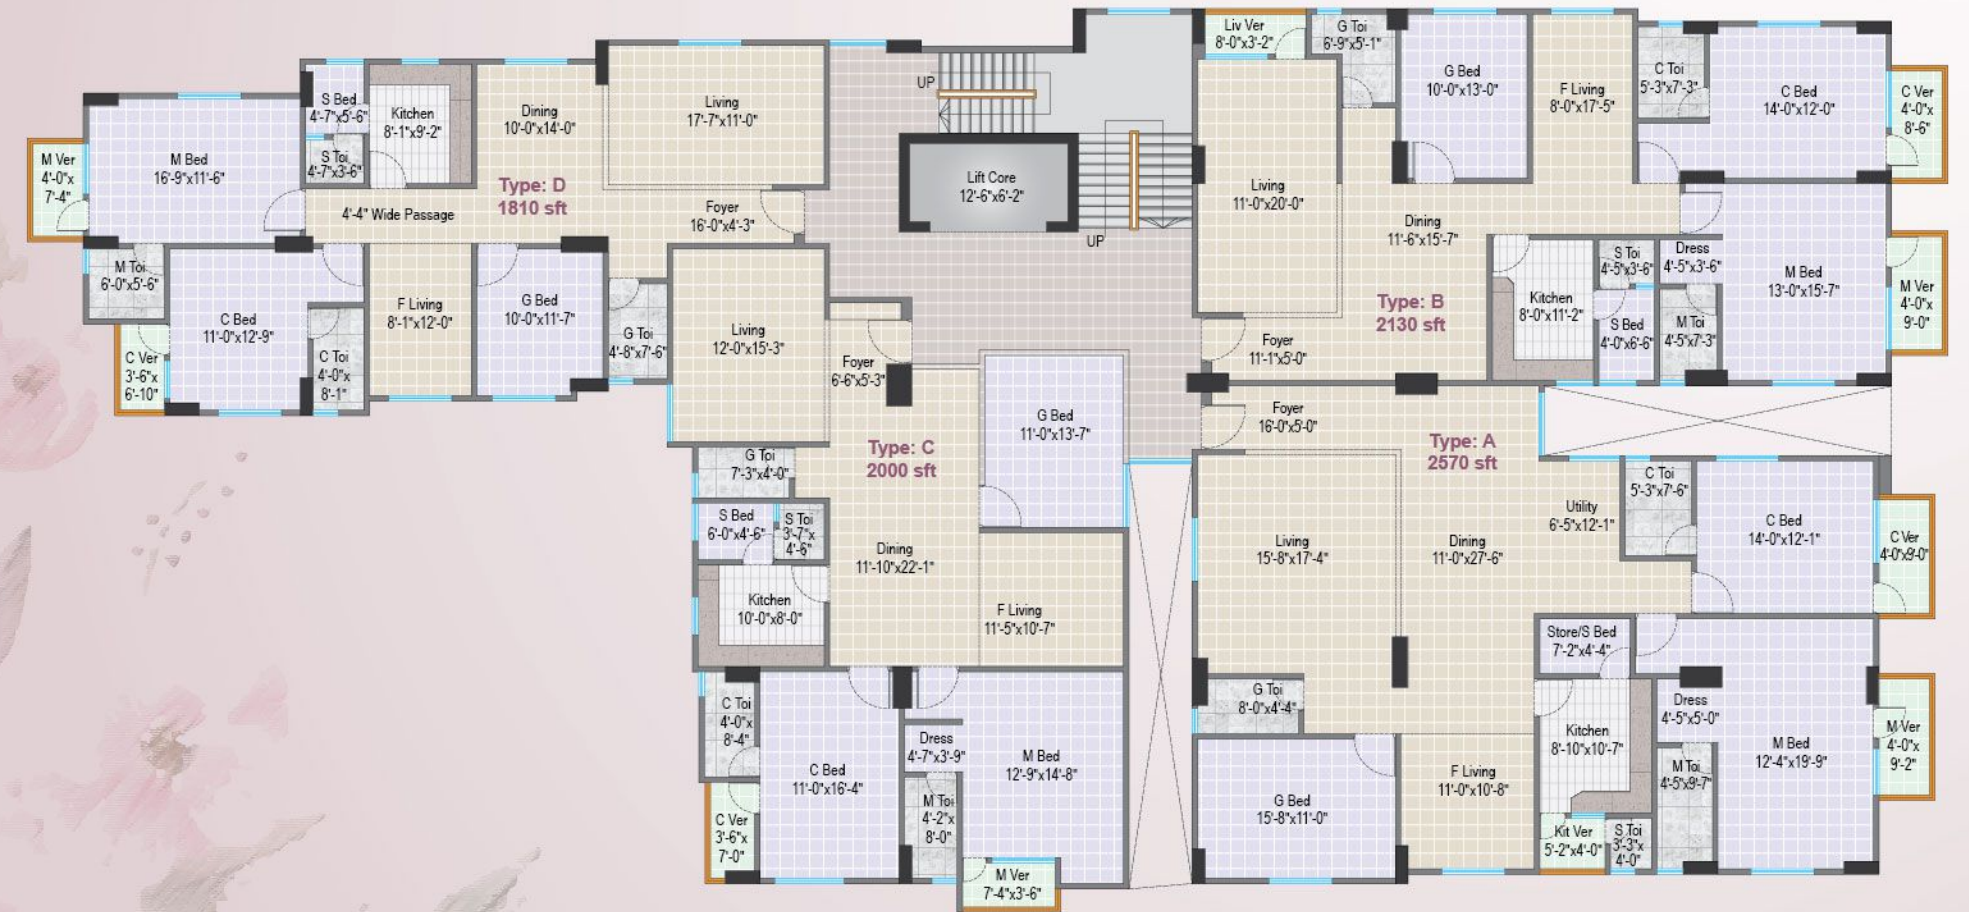 S Bed
4'-7"x5'-6"
S Toi
4'-7"x3'-6"
Kitchen
8'-1"x9'-2"
Dining
10'-0"x14'-0"
Living
17'-7"x11'-0"
M Ver
4'-0"x
7'-4"
M Bed
16'-9"x11'-6"
Type: D
1810 sft
4'-4" Wide Passage
Foyer
16'-0"x4'-3"
M Toi
6'-0"x5'-6"
C Bed
11'-0"x12'-9"
C Ver
3'-6"x
6'-10"
C Toi
4'-0"x
8'-1"
F Living
8'-1"x12'-0"
G Bed
10'-0"x11'-7"
G Toi
4'-8"x7'-6"
UP
Lift Core
12'-6"x6'-2"
UP
Living
12'-0"x15'-3"
Foyer
6'-6"x5'-3"
G Bed
11'-0"x13'-7"
Type: C
2000 sft
G Toi
7'-3"x4'-0"
S Bed
6'-0"x4'-6"
S Toi
3'-7"x
4'-6"
Dining
11'-10"x22'-1"
Kitchen
10'-0"x8'-0"
F Living
11'-5"x10'-7"
C Toi
4'-0"x
8'-4"
C Bed
11'-0"x16'-4"
Dress
4'-7"x3'-9"
M Bed
12'-9"x14'-8"
C Ver
3'-6"x
7'-0"
M Toi
4'-2"x
8'-0"
M Ver
7'-4"x3'-6"
Liv Ver
8'-0"x3'-2"
G Toi
6'-9"x5'-1"
G Bed
10'-0"x13'-0"
F Living
8'-0"x17'-5"
C Toi
5'-3"x7'-3"
C Bed
14'-0"x12'-0"
C Ver
4'-0"x
8'-6"
Living
11'-0"x20'-0"
Dining
11'-6"x15'-7"
Type: B
2130 sft
Foyer
11'-1"x5'-0"
Kitchen
8'-0"x11'-2"
S Toi
4'-5"x3'-6"
S Bed
4'-0"x6'-6"
Dress
4'-5"x3'-6"
M Toi
4'-5"x7'-3"
M Bed
13'-0"x15'-7"
M Ver
4'-0"x
9'-0"
Foyer
16'-0"x5'-0"
Type: A
2570 sft
Living
15'-8"x17'-4"
Dining
11'-0"x27'-6"
Utility
6'-5"x12'-1"
C Toi
5'-3"x7'-6"
C Bed
14'-0"x12'-1"
C Ver
4'-0x9'-0"
Store/S Bed
7'-2"x4'-4"
G Toi
8'-0"x4'-4"
Kitchen
8'-10"x10'-7"
Dress
4'-5"x5'-0"
M Bed
12'-4"x19'-9"
M Ver
4'-0"x
9'-2"
G Bed
15'-8"x11'-0"
F Living
11'-0"x10'-8"
M Toi
4'-5"x9'-7"
Kit Ver
5'-2"x4'-0"
S Toi
3'-3"x
4'-0"